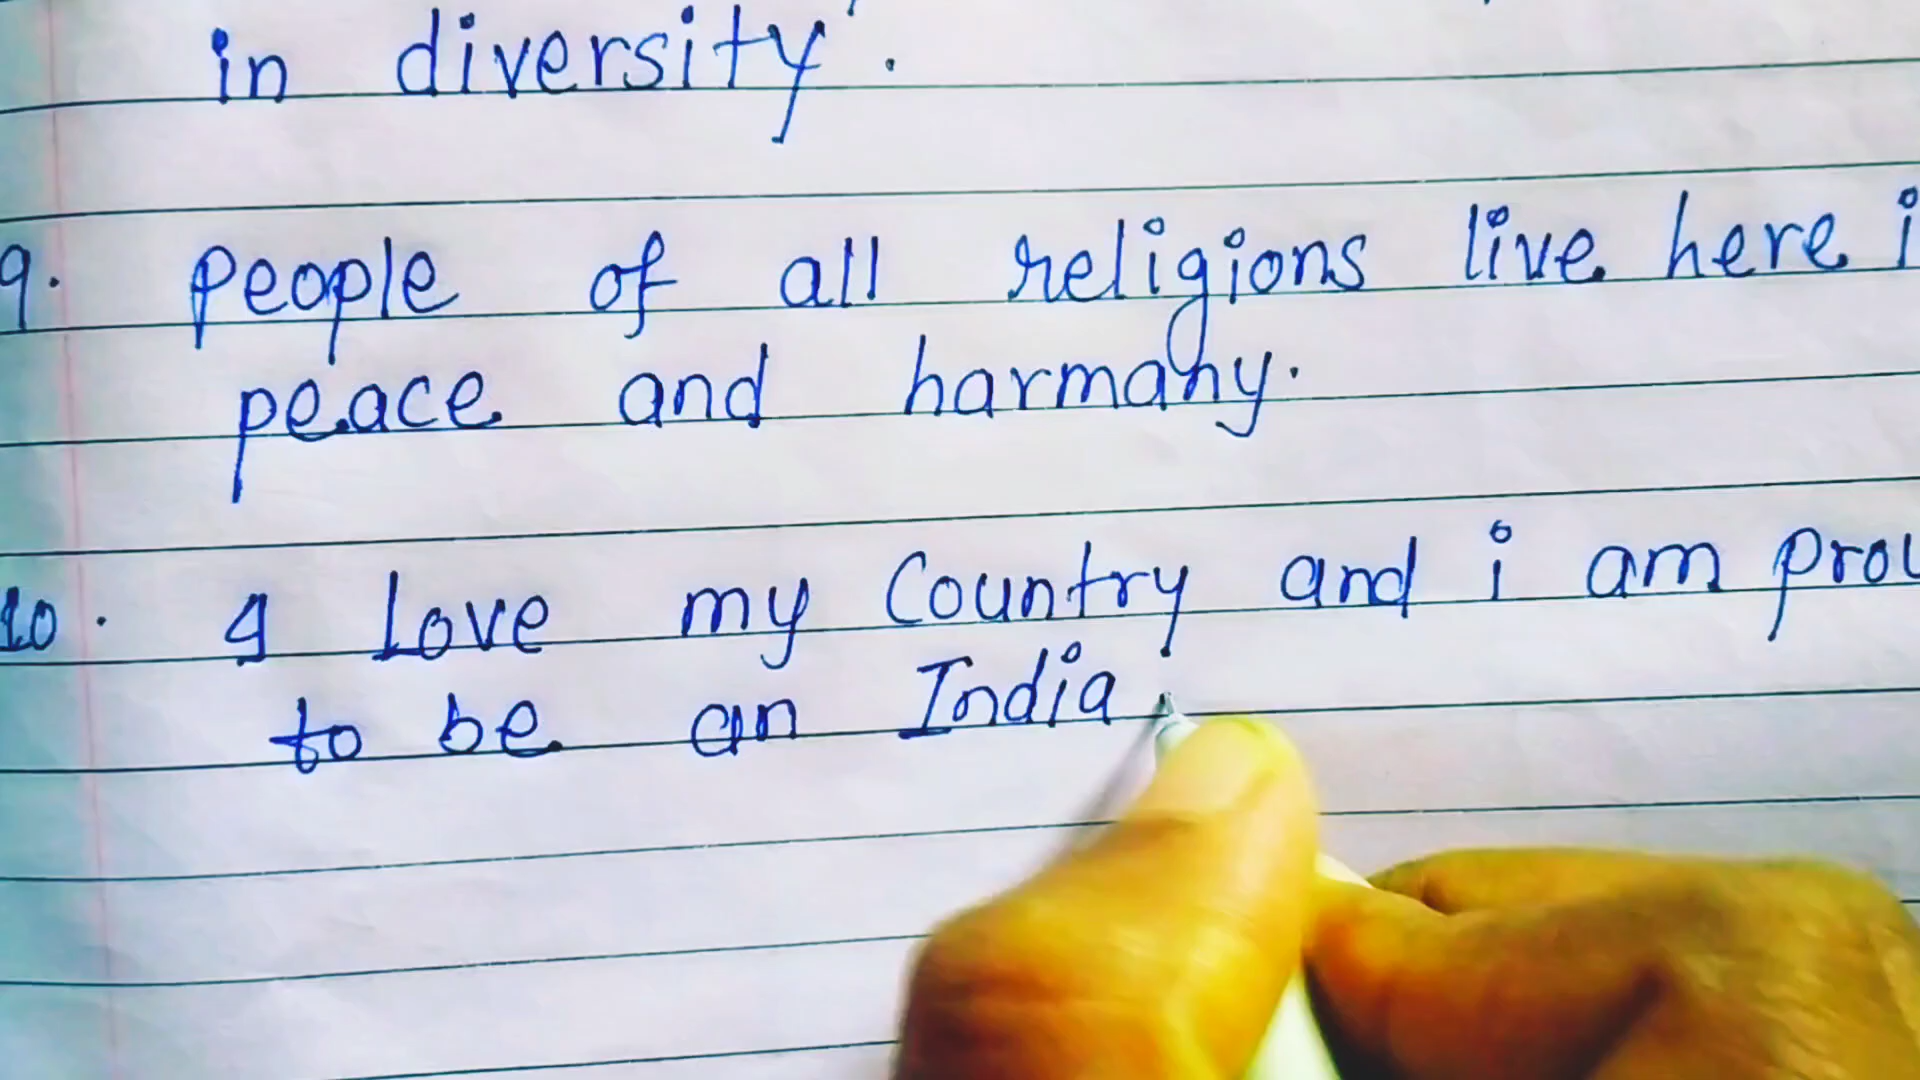 in diversity'.
9. People of all religions live here i
peace and harmany.
10. I Love my Country and i am prou
to be an India